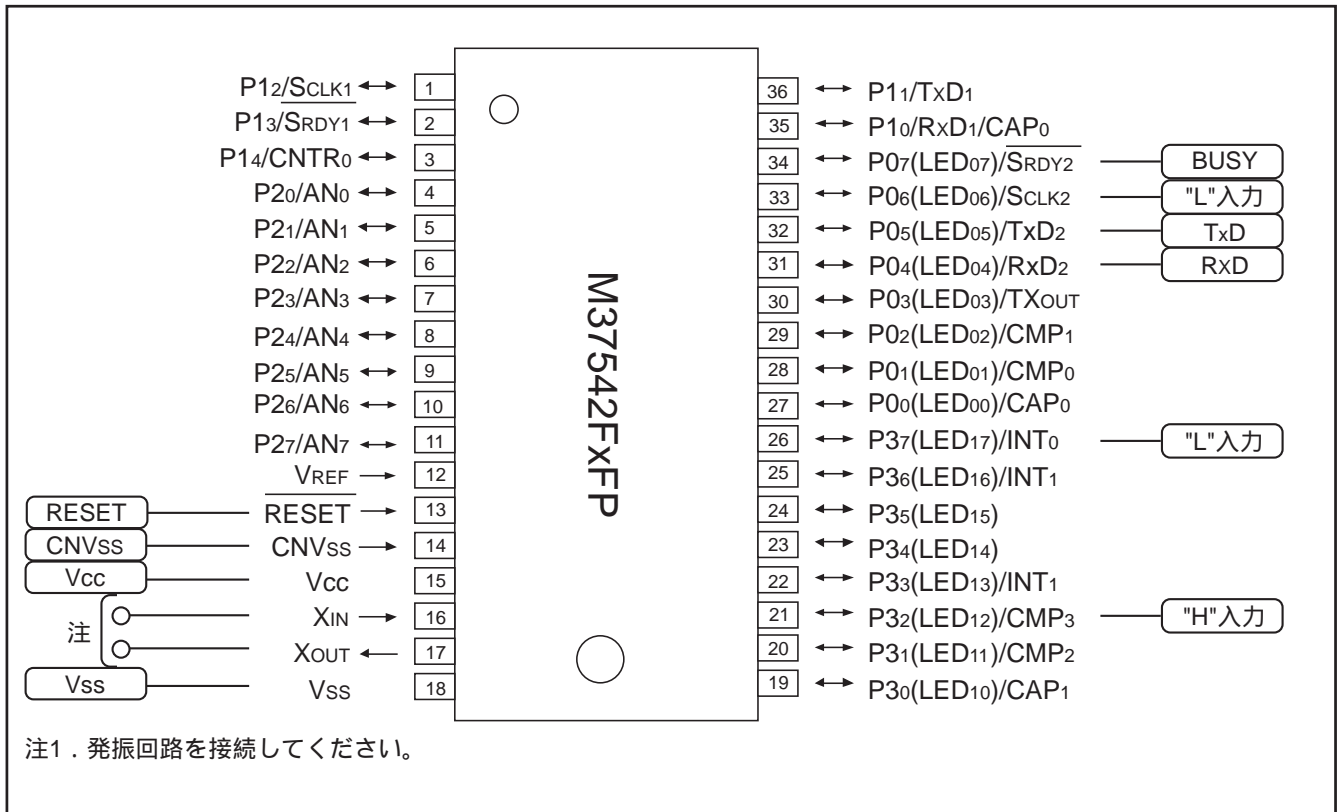 P12/SCLK1 1
P13/SRDY1 2
P14/CNTR0 3
P20/AN0 4
P21/AN1 5
P22/AN2 6
P23/AN3 7
P24/AN4 8
P25/AN5 9
P26/AN6 10
P27/AN7 11
VREF 12
RESET RESET 13
CNVSS CNVSS 14
Vcc Vcc 15
注
XIN 16
XOUT 17
Vss VSS 18
M37542FxFP
36 P11/TxD1
35 P10/RxD1/CAP0
34 P07(LED07)/SRDY2 BUSY
33 P06(LED06)/SCLK2 "L"入力
32 P05(LED05)/TxD2 TxD
31 P04(LED04)/RxD2 RxD
30 P03(LED03)/TXOUT
29 P02(LED02)/CMP1
28 P01(LED01)/CMP0
27 P00(LED00)/CAP0
26 P37(LED17)/INT0 "L"入力
25 P36(LED16)/INT1
24 P35(LED15)
23 P34(LED14)
22 P33(LED13)/INT1
21 P32(LED12)/CMP3 "H"入力
20 P31(LED11)/CMP2
19 P30(LED10)/CAP1
注1．発振回路を接続してください。